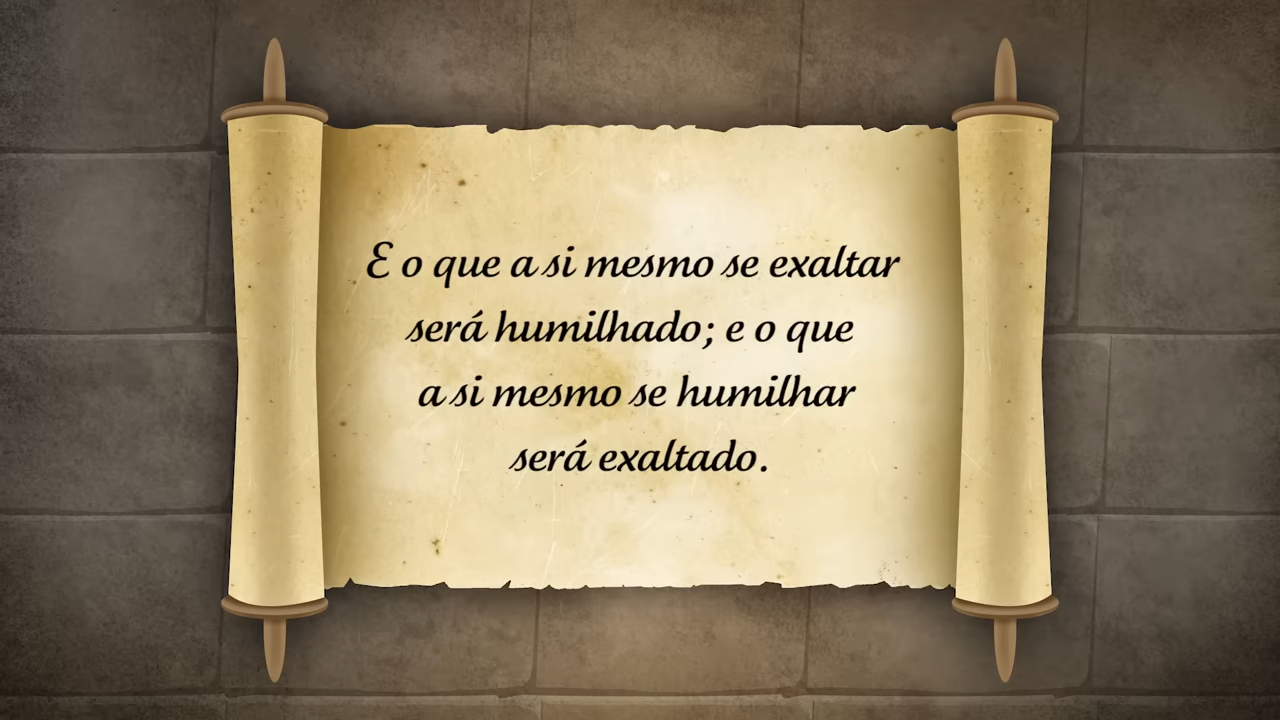 E o que a si mesmo se exaltar
será humilhado; e o que
a si mesmo se humilhar
será exaltado.